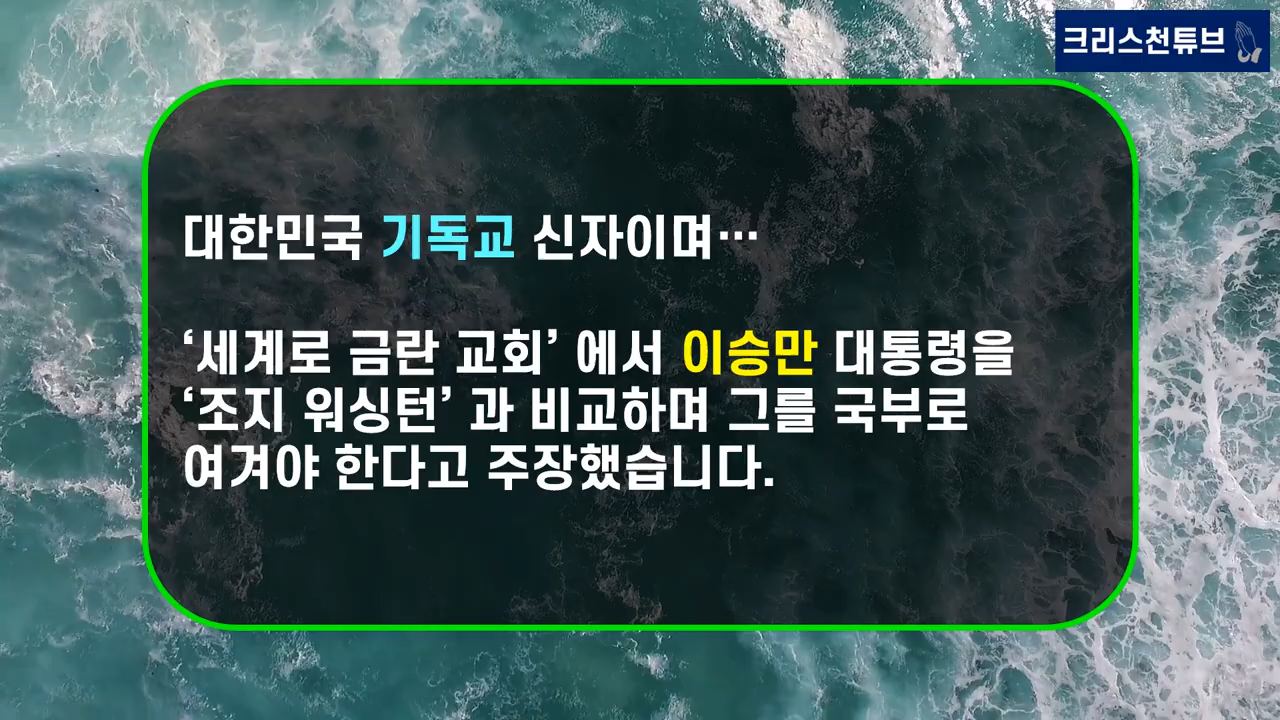 크리스천튜브
대한민국 기독교 신자이며…
‘세계로 금란 교회’ 에서 이승만 대통령을
‘조지 워싱턴’ 과 비교하며 그를 국부로
여겨야 한다고 주장했습니다.